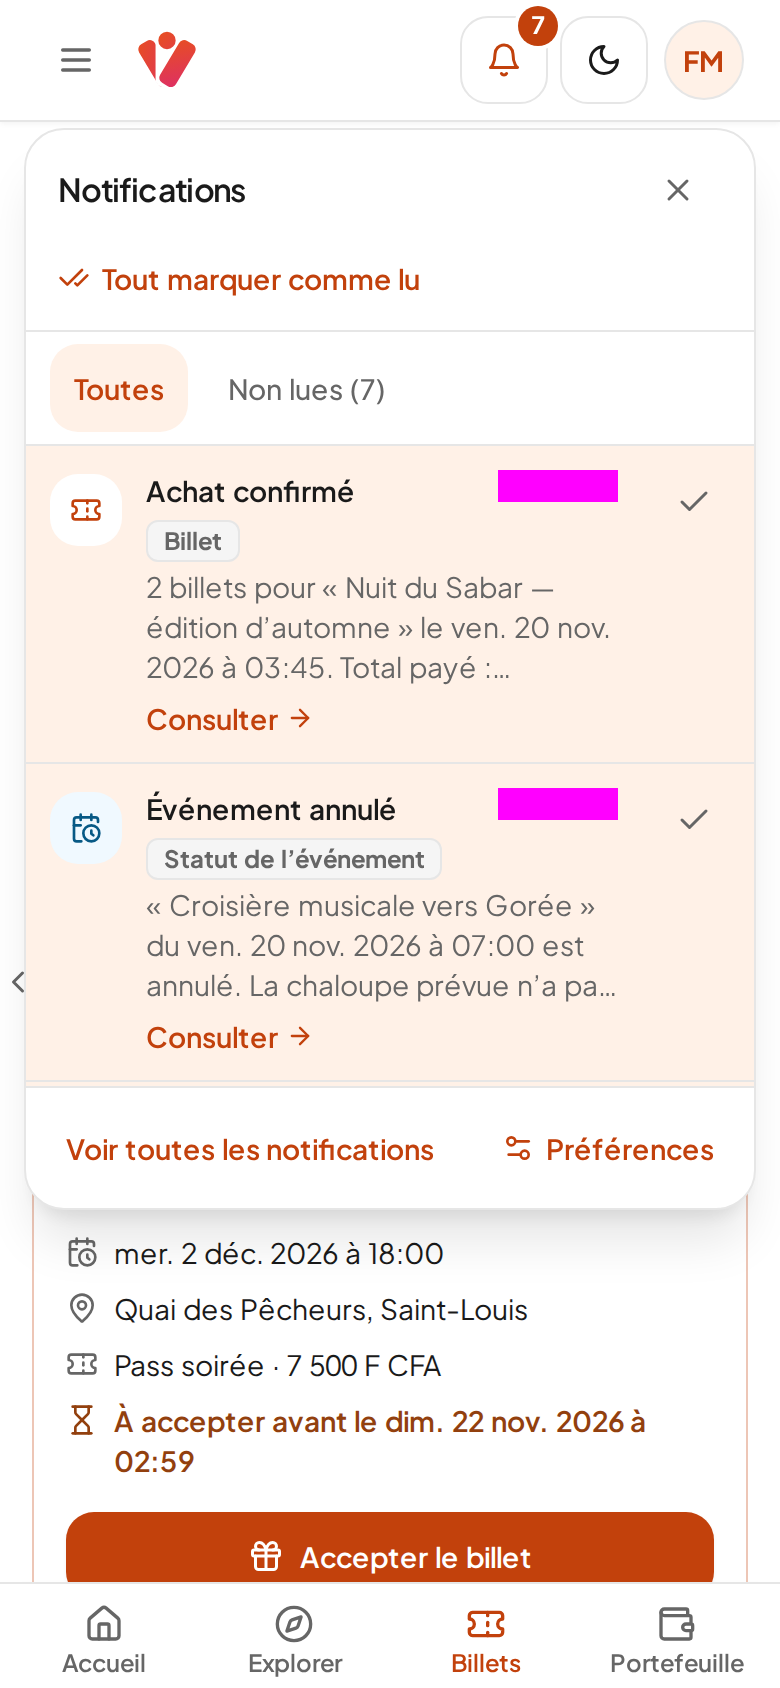 7
FM
Notifications
Tout marquer comme lu
Toutes
Non lues (7)
Achat confirmé
Billet
2 billets pour « Nuit du Sabar —
édition d’automne » le ven. 20 nov.
2026 à 03:45. Total payé :…
Consulter
Événement annulé
Statut de l’événement
« Croisière musicale vers Gorée »
du ven. 20 nov. 2026 à 07:00 est
annulé. La chaloupe prévue n’a pa…
Consulter
Voir toutes les notifications
Préférences
mer. 2 déc. 2026 à 18:00
Quai des Pêcheurs, Saint-Louis
Pass soirée · 7 500 F CFA
À accepter avant le dim. 22 nov. 2026 à
02:59
Accepter le billet
Accueil
Explorer
Billets
Portefeuille